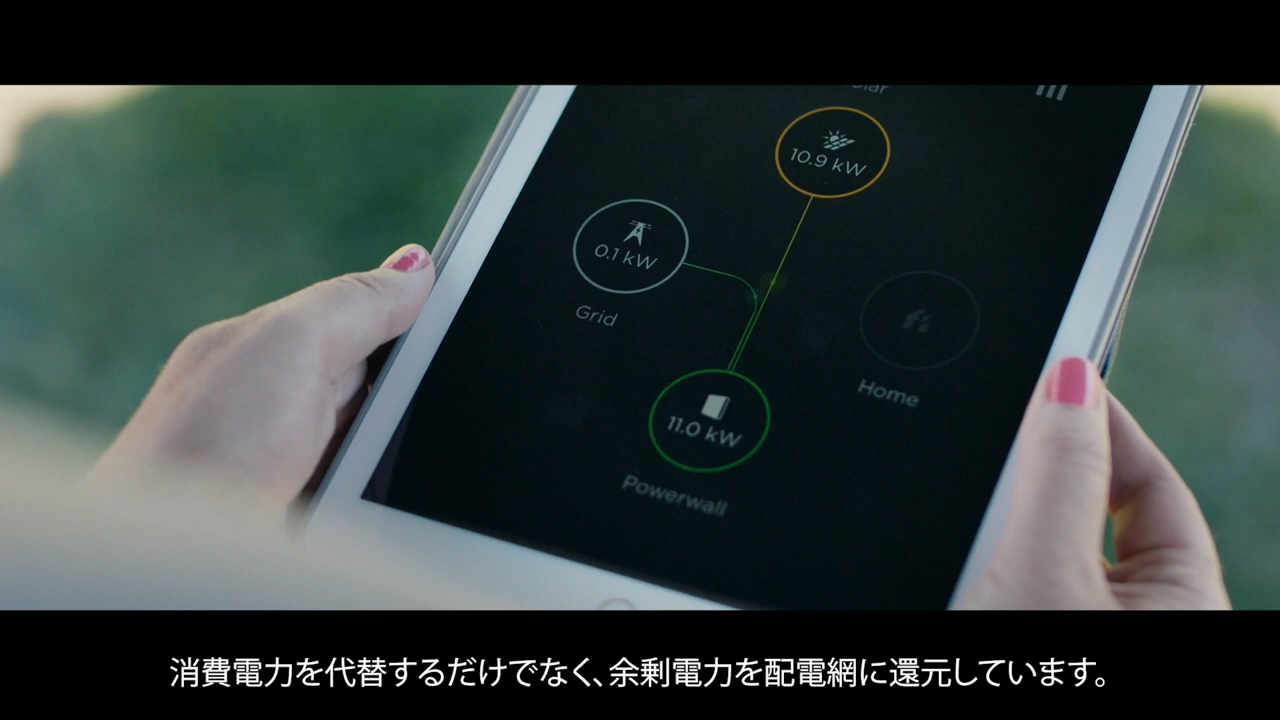 10.9 kW
0.1 kW
Grid
Home
11.0 kW
Powerwall
消費電力を代替するだけでなく、余剰電力を配電網に還元しています。